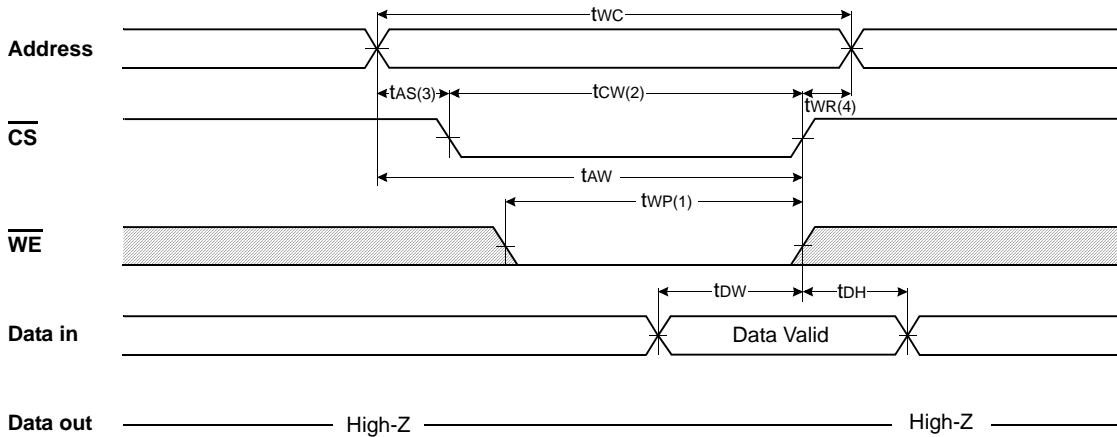 tWC
Address
tAS(3) tCW(2) tWR(4)
CS
tAW
tWP(1)
WE
tDW tDH
Data in Data Valid
Data out High-Z High-Z